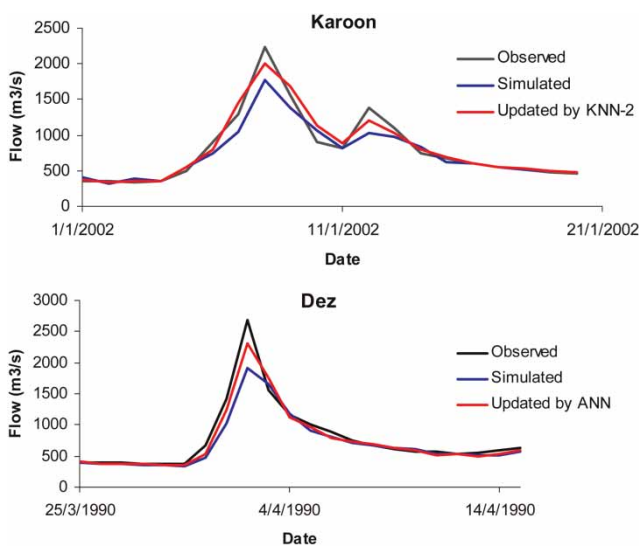 Karoon
Flow (m3/s)
2500
2000
1500
1000
500
0
Observed
Simulated
Updated by KNN-2
1/1/2002
11/1/2002
21/1/2002
Date
Dez
Flow (m3/s)
3000
2500
2000
1500
1000
500
0
Observed
Simulated
Updated by ANN
25/3/1990
4/4/1990
14/4/1990
Date